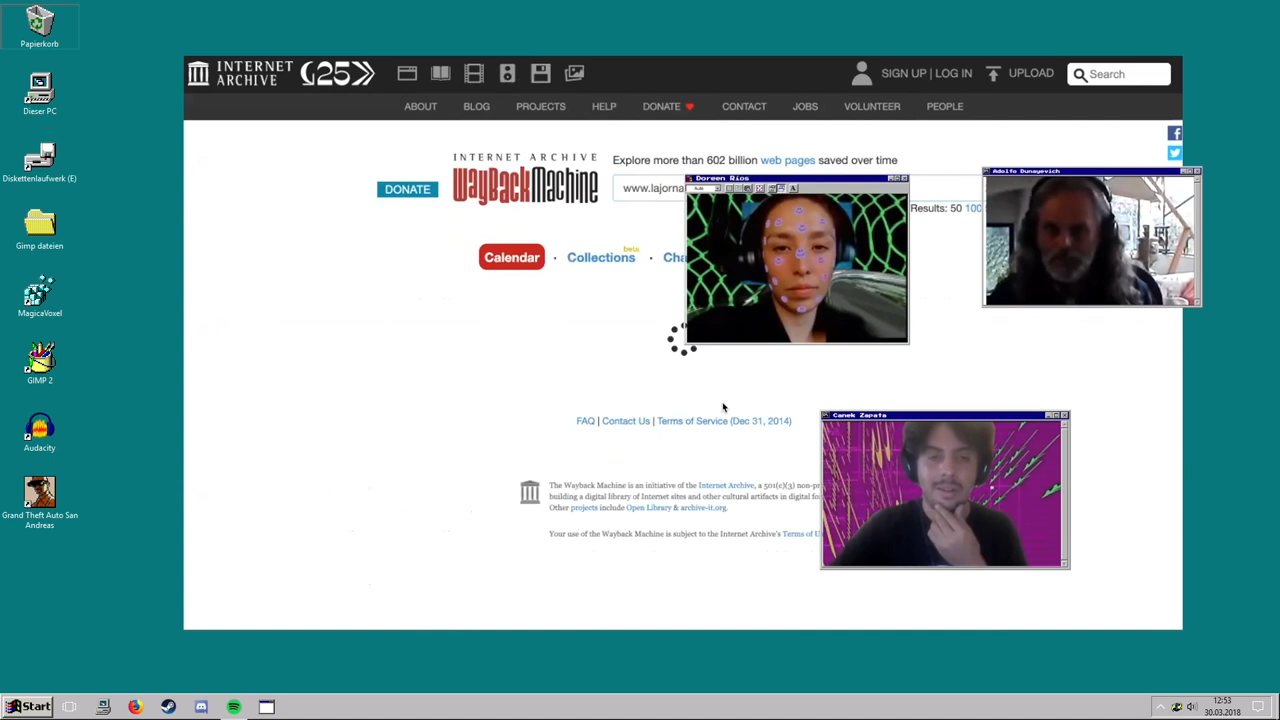 Papierkorb
Dieser PC
Diskettenlaufwerk (E)
Gimp dateien
MagicaVoxel
GIMP 2
Audacity
Grand Theft Auto San
Andreas
INTERNET
ARCHIVE
25
SIGN UP | LOG IN
UPLOAD
Search
ABOUT
BLOG
PROJECTS
HELP
DONATE
CONTACT
JOBS
VOLUNTEER
PEOPLE
DONATE
INTERNET ARCHIVE
WayBackMachine
Explore more than 602 billion web pages saved over time
www.lajorna
Results: 50 100
Calendar · Collections beta · Cha
Doreen Ríos
Adolfo Dunayevich
Canek Zapata
FAQ | Contact Us | Terms of Service (Dec 31, 2014)
The Wayback Machine is an initiative of the Internet Archive, a 501(c)(3) non-pr
building a digital library of Internet sites and other cultural artifacts in digital fo
Other projects include Open Library & archive-it.org.
Your use of the Wayback Machine is subject to the Internet Archive's Terms of U
Start
12:53
30.03.2018